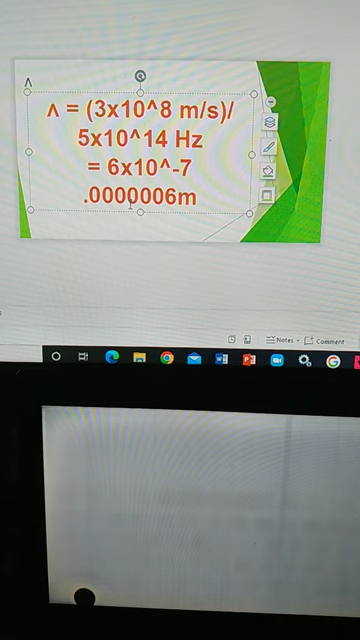 ʌ = (3x10^8 m/s)/
5x10^14 Hz
= 6x10^-7
.0000006m
Notes
Comment